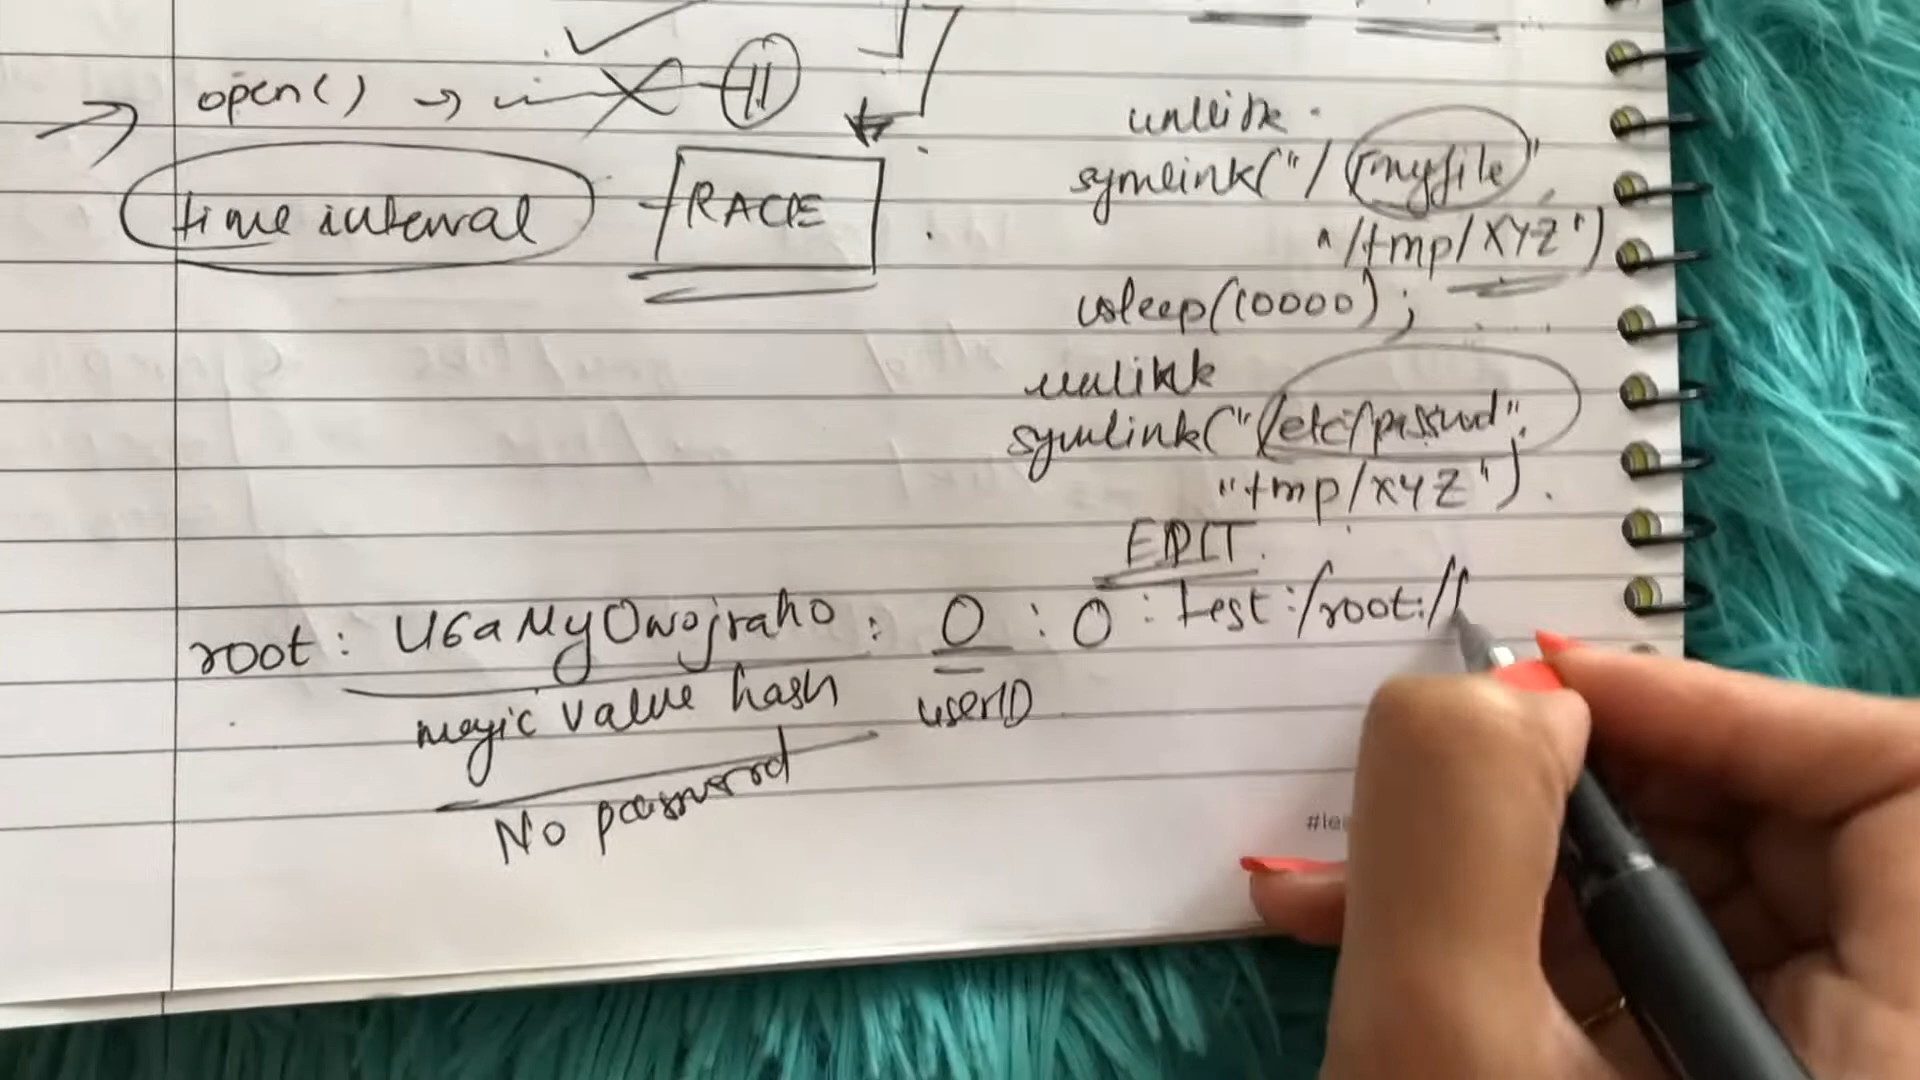 open() →
time interval RACE
unlink
symlink("/myfile"
"/tmp/XYZ")
usleep(10000);
unlink
symlink("/etc/passwd",
"tmp/XYZ").
EDIT.
root: U6aMyOwojraho : 0 : 0 : test:/root:/
magic value hash userID
No password
#le